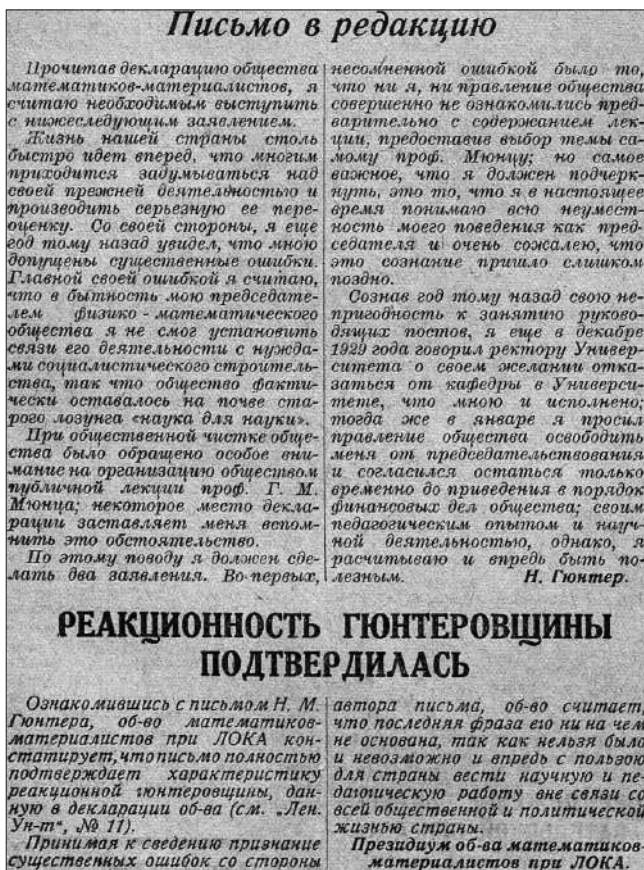 Письмо в редакцию
Прочитав декларацию общества
математиков-материалистов, я
считаю необходимым выступить
с нижеследующим заявлением.
Жизнь нашей страны столь
быстро идет вперед, что многим
приходится задумываться над
своей прежней деятельностью и
производить серьезную ее пере-
оценку. Со своей стороны, я еще
год тому назад увидел, что мною
допущены существенные ошибки.
Главной своей ошибкой я считаю,
что в бытность мою председате-
лем физико-математического
общества я не смог установить
связи его деятельности с нужда-
ми социалистического строитель-
ства, так что общество факти-
чески оставалось на почве ста-
рого лозунга «наука для науки».
При общественной чистке обще-
ства было обращено особое вни-
мание на организацию обществом
публичной лекции проф. Г. М.
Мюнца; некоторое место декла-
рации заставляет меня вспом-
нить это обстоятельство.
По этому поводу я должен сде-
лать два заявления. Во-первых,
несомненной ошибкой было то,
что ни я, ни правление общества
совершенно не ознакомились пред-
варительно с содержанием лек-
ции, предоставив выбор темы са-
мому проф. Мюнцу; но самое
важное, что я должен подчерк-
нуть, это то, что я в настоящее
время понимаю всю неумест-
ность моего поведения как пред-
седателя и очень сожалею, что
это сознание пришло слишком
поздно.
Сознав год тому назад свою не-
пригодность к занятию руково-
дящих постов, я еще в декабре
1929 года говорил ректору Универ-
ситета о своем желании отка-
заться от кафедры в Универси-
тете, что мною и исполнено;
тогда же в январе я просил
правление общества освободить
меня от председательствования
и согласился остаться только
временно до приведения в порядок
финансовых дел общества; своим
педагогическим опытом и науч-
ной деятельностью, однако, я
расчитываю и впредь быть по-
лезным. Н. Гюнтер.
РЕАКЦИОННОСТЬ ГЮНТЕРОВЩИНЫ
ПОДТВЕРДИЛАСЬ
Ознакомившись с письмом Н. М.
Гюнтера, об-во математиков-
материалистов при ЛОКА кон-
статирует, что письмо полностью
подтверждает характеристику
реакционной гюнтеровщины, дан-
ную в декларации об-ва (см. „Лен.
Ун-т“, № 11).
Принимая к сведению признание
существенных ошибок со стороны
автора письма, об-во считает,
что последняя фраза его ни на чем
не основана, так как нельзя было
и невозможно и впредь с пользою
для страны вести научную и пе-
дагогическую работу вне связи со
всей общественной и политической
жизнью страны.
Президиум об-ва математиков-
материалистов при ЛОКА.